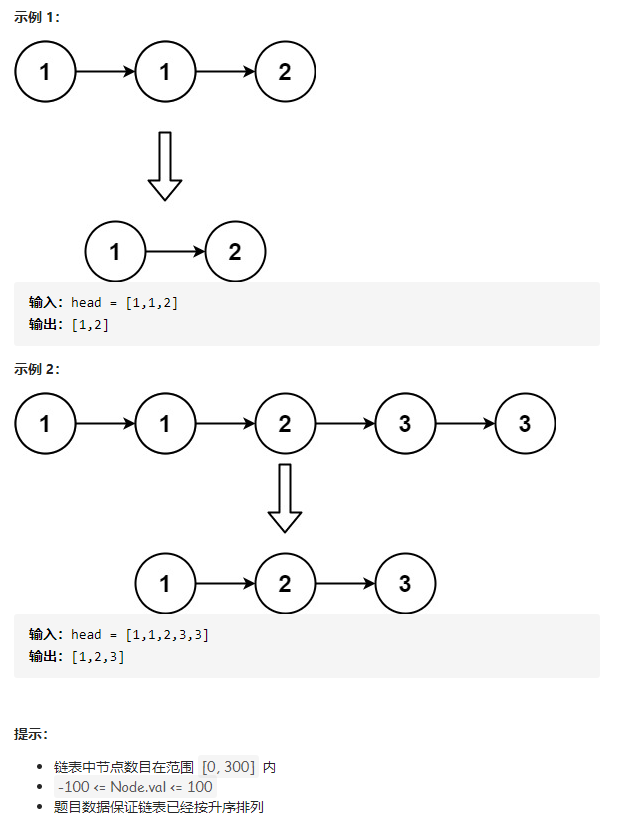 示例 1：
1 1 2
1 2
输入：head = [1,1,2]
输出：[1,2]
示例 2：
1 1 2 3 3
1 2 3
输入：head = [1,1,2,3,3]
输出：[1,2,3]
提示：
链表中节点数目在范围 [0, 300] 内
-100 <= Node.val <= 100
题目数据保证链表已经按升序排列